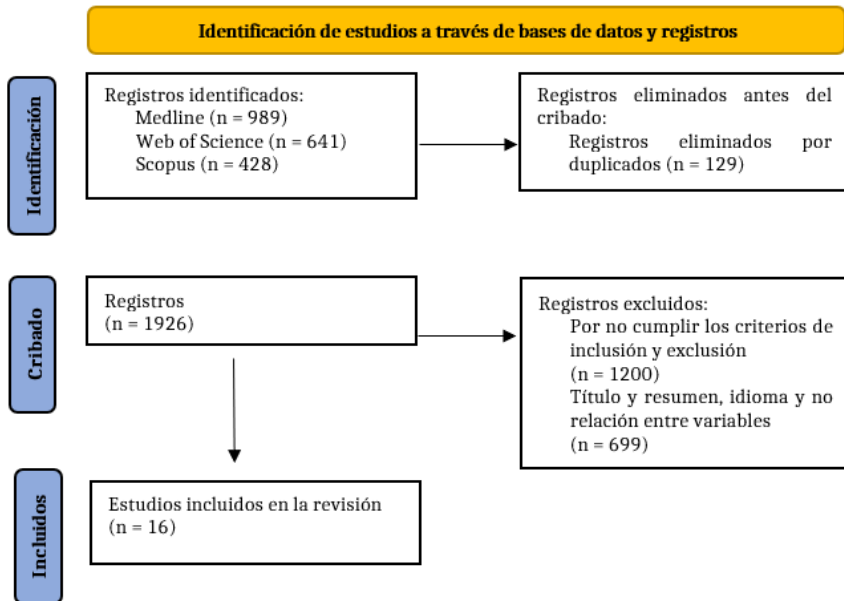 Identificación de estudios a través de bases de datos y registros
Identificación
Registros identificados:
Medline (n = 989)
Web of Science (n = 641)
Scopus (n = 428)
Registros eliminados antes del
cribado:
Registros eliminados por
duplicados (n = 129)
Cribado
Registros
(n = 1926)
Registros excluidos:
Por no cumplir los criterios de
inclusión y exclusión
(n = 1200)
Título y resumen, idioma y no
relación entre variables
(n = 699)
Incluidos
Estudios incluidos en la revisión
(n = 16)